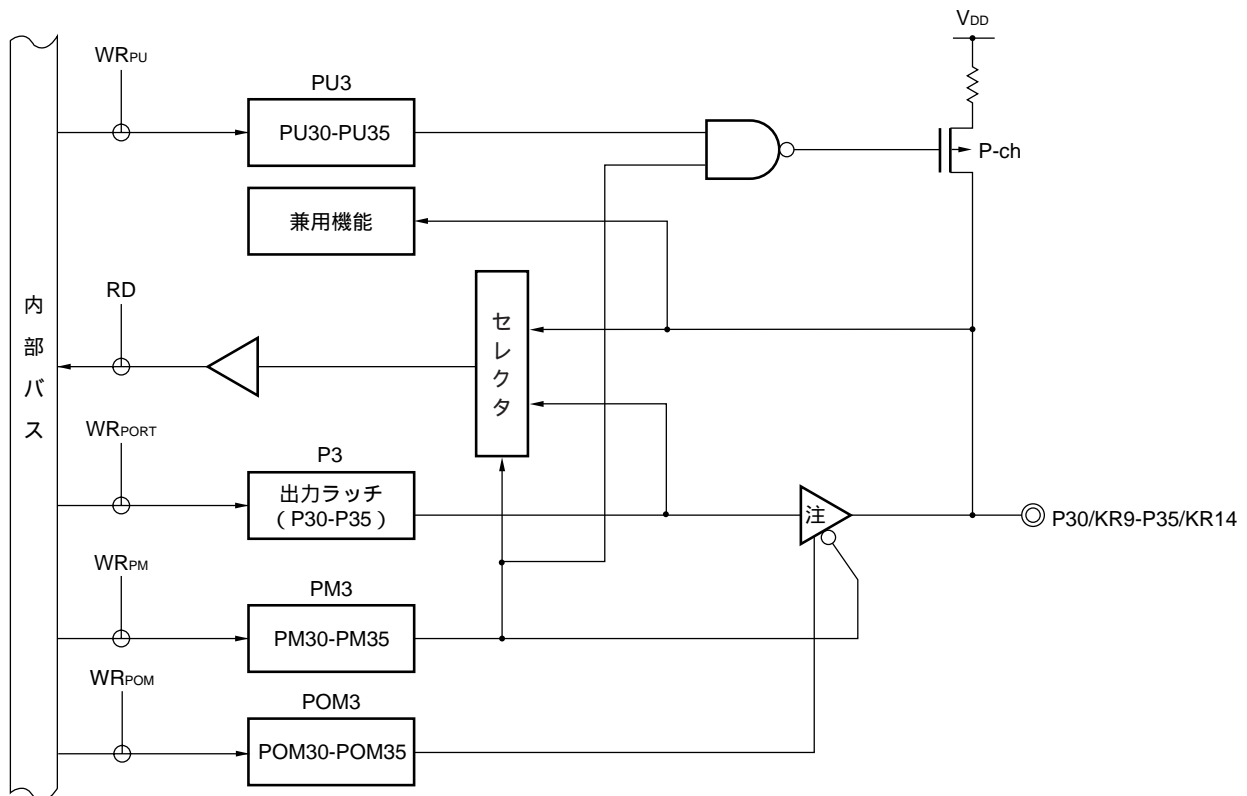 VDD
WRPU
PU3
PU30-PU35
P-ch
兼用機能
RD
内部バス
セレクタ
WRPORT
P3
出力ラッチ
（P30-P35）
注
P30/KR9-P35/KR14
WRPM
PM3
PM30-PM35
WRPOM
POM3
POM30-POM35